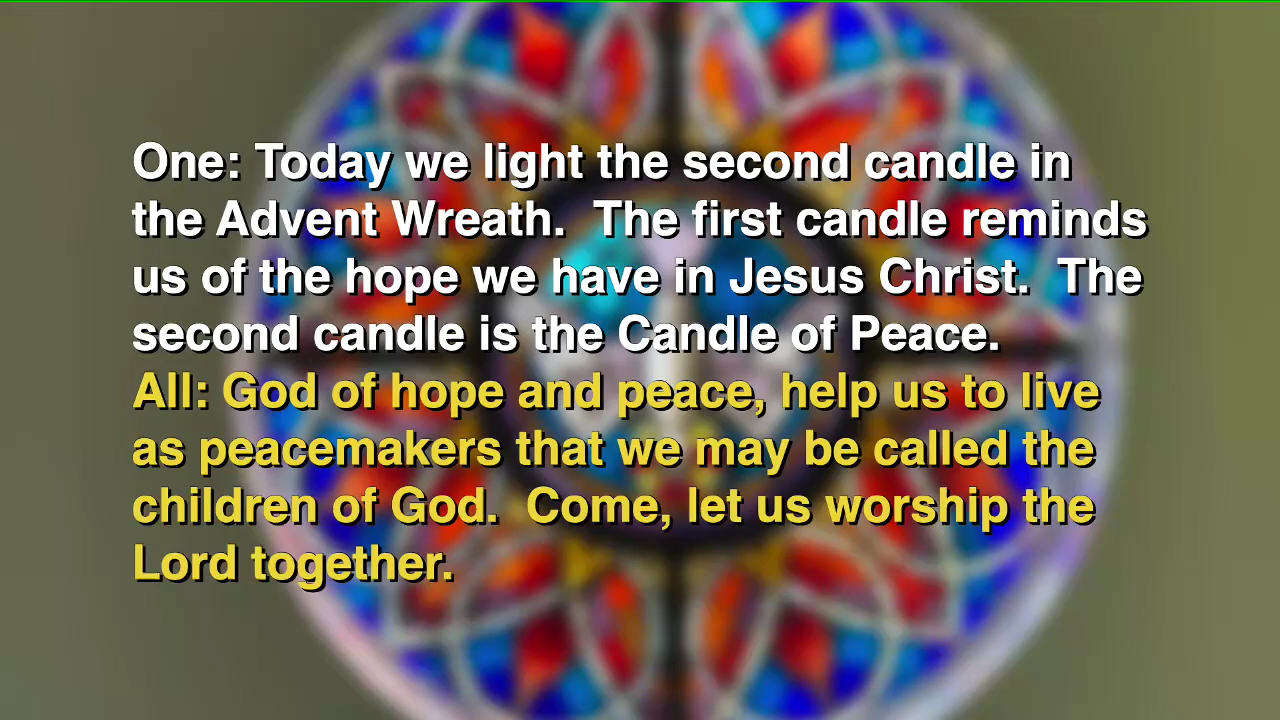 One: Today we light the second candle in
the Advent Wreath.  The first candle reminds
us of the hope we have in Jesus Christ.  The
second candle is the Candle of Peace.
All: God of hope and peace, help us to live
as peacemakers that we may be called the
children of God.  Come, let us worship the
Lord together.